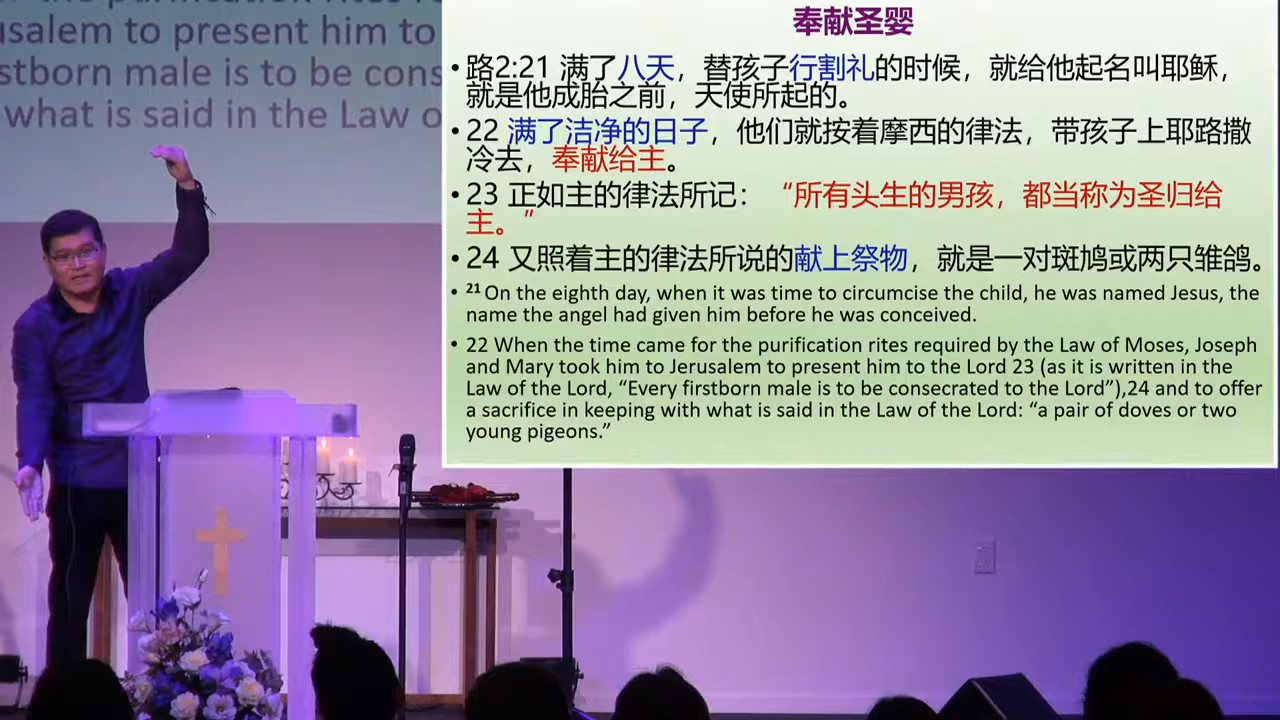 usalem to present him to
rstborn male is to be cons
what is said in the Law o
奉献圣婴
• 路2:21 满了八天，替孩子行割礼的时候，就给他起名叫耶稣，
就是他成胎之前，天使所起的。
• 22 满了洁净的日子，他们就按着摩西的律法，带孩子上耶路撒
冷去，奉献给主。
• 23 正如主的律法所记：“所有头生的男孩，都当称为圣归给
主。”
• 24 又照着主的律法所说的献上祭物，就是一对斑鸠或两只雏鸽。
• 21 On the eighth day, when it was time to circumcise the child, he was named Jesus, the
name the angel had given him before he was conceived.
• 22 When the time came for the purification rites required by the Law of Moses, Joseph
and Mary took him to Jerusalem to present him to the Lord 23 (as it is written in the
Law of the Lord, “Every firstborn male is to be consecrated to the Lord”),24 and to offer
a sacrifice in keeping with what is said in the Law of the Lord: “a pair of doves or two
young pigeons.”